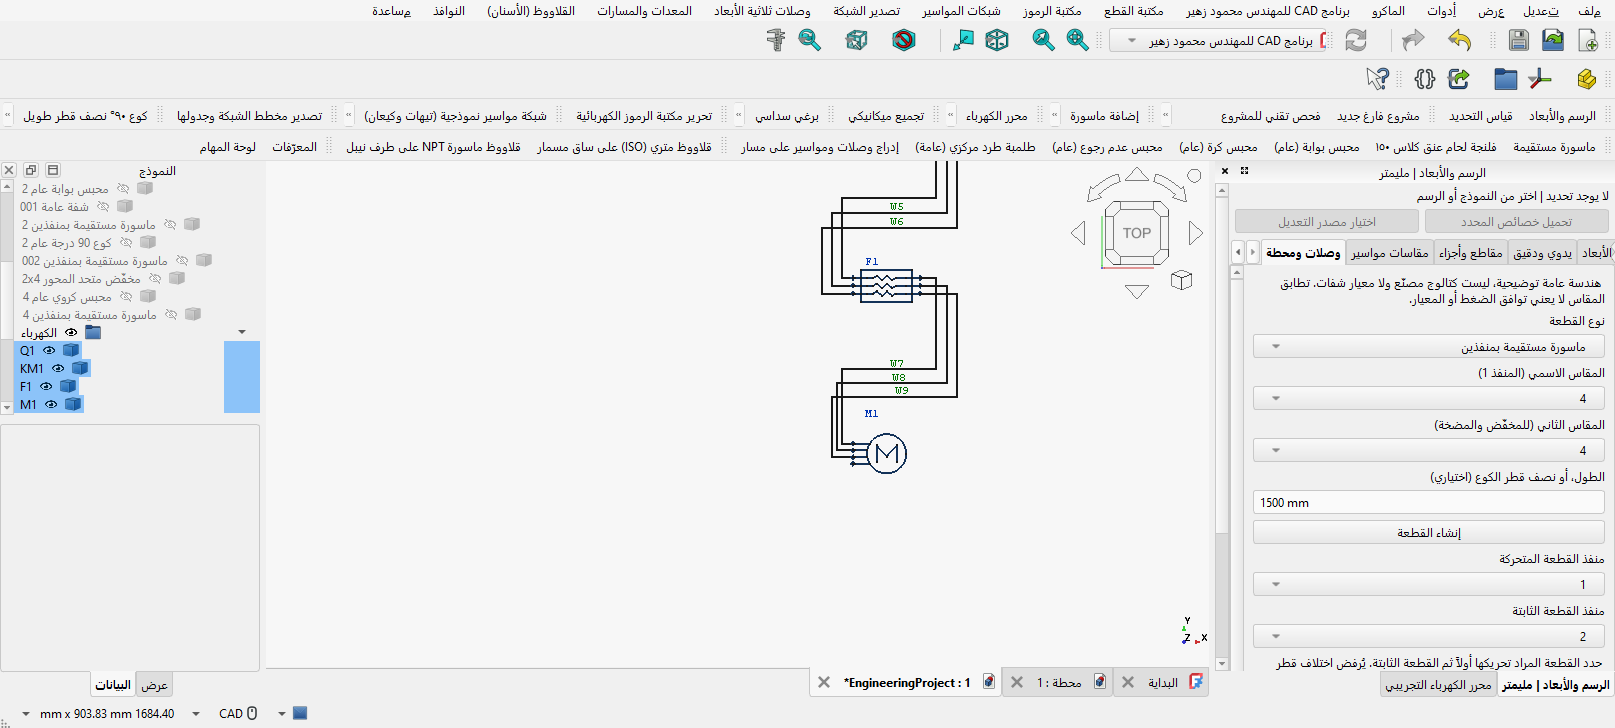 ملف تعديل عرض أدوات الماكرو برنامج CAD للمهندس محمود زهير مكتبة القطع مكتبة الرموز شبكات المواسير تصدير الشبكة وصلات ثلاثية الأبعاد المعدات والمسارات القلاووظ (الأسنان) النوافذ مساعدة
برنامج CAD للمهندس محمود زهير
الرسم والأبعاد قياس التحديد مشروع فارغ جديد فحص تقني للمشروع إضافة ماسورة محرر الكهرباء تجميع ميكانيكي برغي سداسي تحرير مكتبة الرموز الكهربائية شبكة مواسير نموذجية (تيهات وكيعان) تصدير مخطط الشبكة وجدولها كوع ٩٠° نصف قطر طويل
ماسورة مستقيمة فلنجة لحام عنق كلاس ١٥٠ محبس بوابة (عام) محبس كرة (عام) محبس عدم رجوع (عام) طلمبة طرد مركزي (عامة) إدراج وصلات ومواسير على مسار قلاووظ متري (ISO) على ساق مسمار قلاووظ ماسورة NPT على طرف نيبل المعرّفات لوحة المهام
الرسم والأبعاد | مليمتر
لا يوجد تحديد | اختر من النموذج أو الرسم
تحميل خصائص المحدد
اختيار مصدر التعديل
الأبعاد يدوي ودقيق مقاطع وأجزاء مقاسات مواسير وصلات ومحطة
هندسة عامة توضيحية، ليست كتالوج مصنّع ولا معيار شفات. تطابق
المقاس لا يعني توافق الضغط أو المعيار.
نوع القطعة
ماسورة مستقيمة بمنفذين
المقاس الاسمي (المنفذ 1)
4
المقاس الثاني (للمخفّض والمضخة)
4
الطول، أو نصف قطر الكوع (اختياري)
1500 mm
إنشاء القطعة
منفذ القطعة المتحركة
1
منفذ القطعة الثابتة
2
حدد القطعة المراد تحريكها أولاً ثم القطعة الثابتة. يُرفض اختلاف قطر
الرسم والأبعاد | مليمتر
محرر الكهرباء التجريبي
TOP
W5
W6
F1
W7
W8
W9
M1
M
Y
Z
X
البداية
محطة : 1
EngineeringProject : 1*
النموذج
محبس بوابة عام 2
شفة عامة 001
ماسورة مستقيمة بمنفذين 2
كوع 90 درجة عام 2
ماسورة مستقيمة بمنفذين 002
مخفّض متحد المحور 2x4
محبس كروي عام 4
ماسورة مستقيمة بمنفذين 4
الكهرباء
Q1
KM1
F1
M1
عرض
البيانات
1684.40 mm x 903.83 mm
CAD